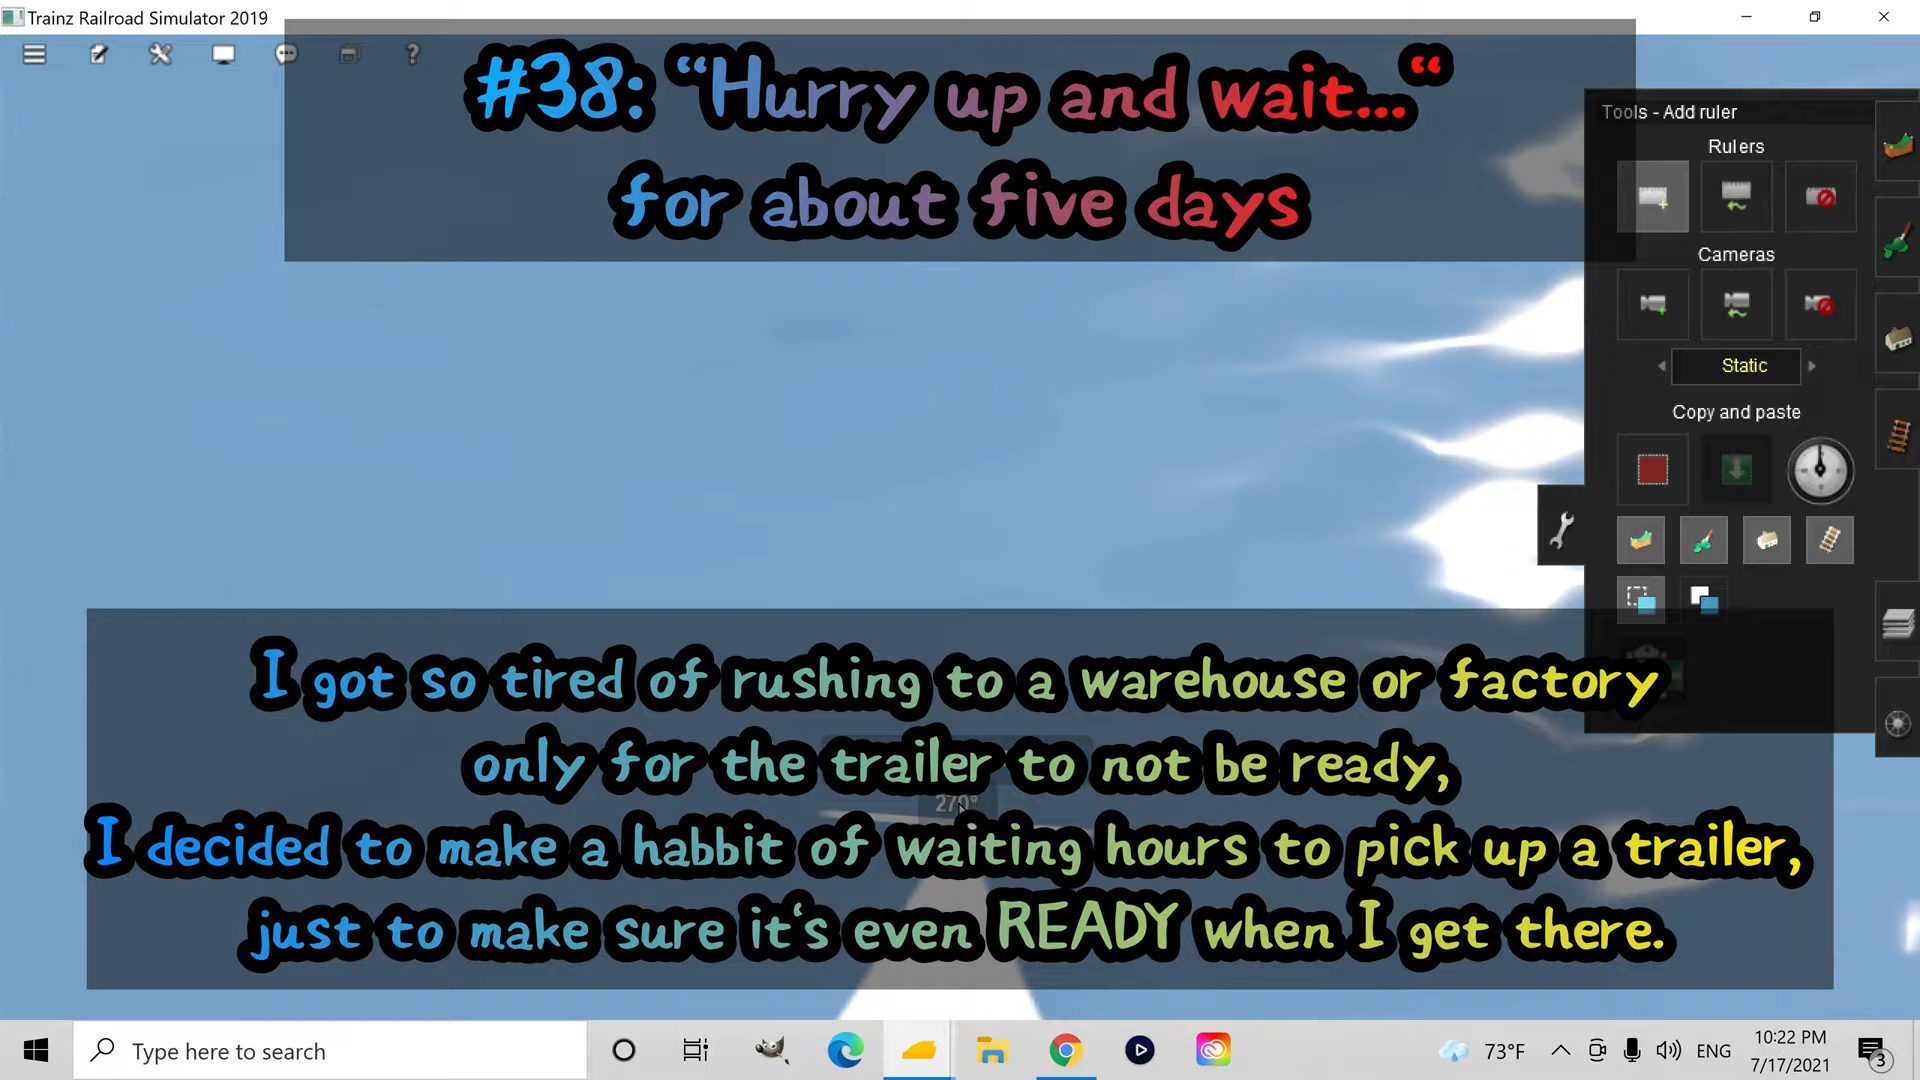 Trainz Railroad Simulator 2019
#38: “Hurry up and wait...“
for about five days
Tools - Add ruler
Rulers
Cameras
Static
Copy and paste
I got so tired of rushing to a warehouse or factory
only for the trailer to not be ready,
270°
I decided to make a habbit of waiting hours to pick up a trailer,
just to make sure it‘s even READY when I get there.
Type here to search
73°F
ENG
10:22 PM
7/17/2021
3